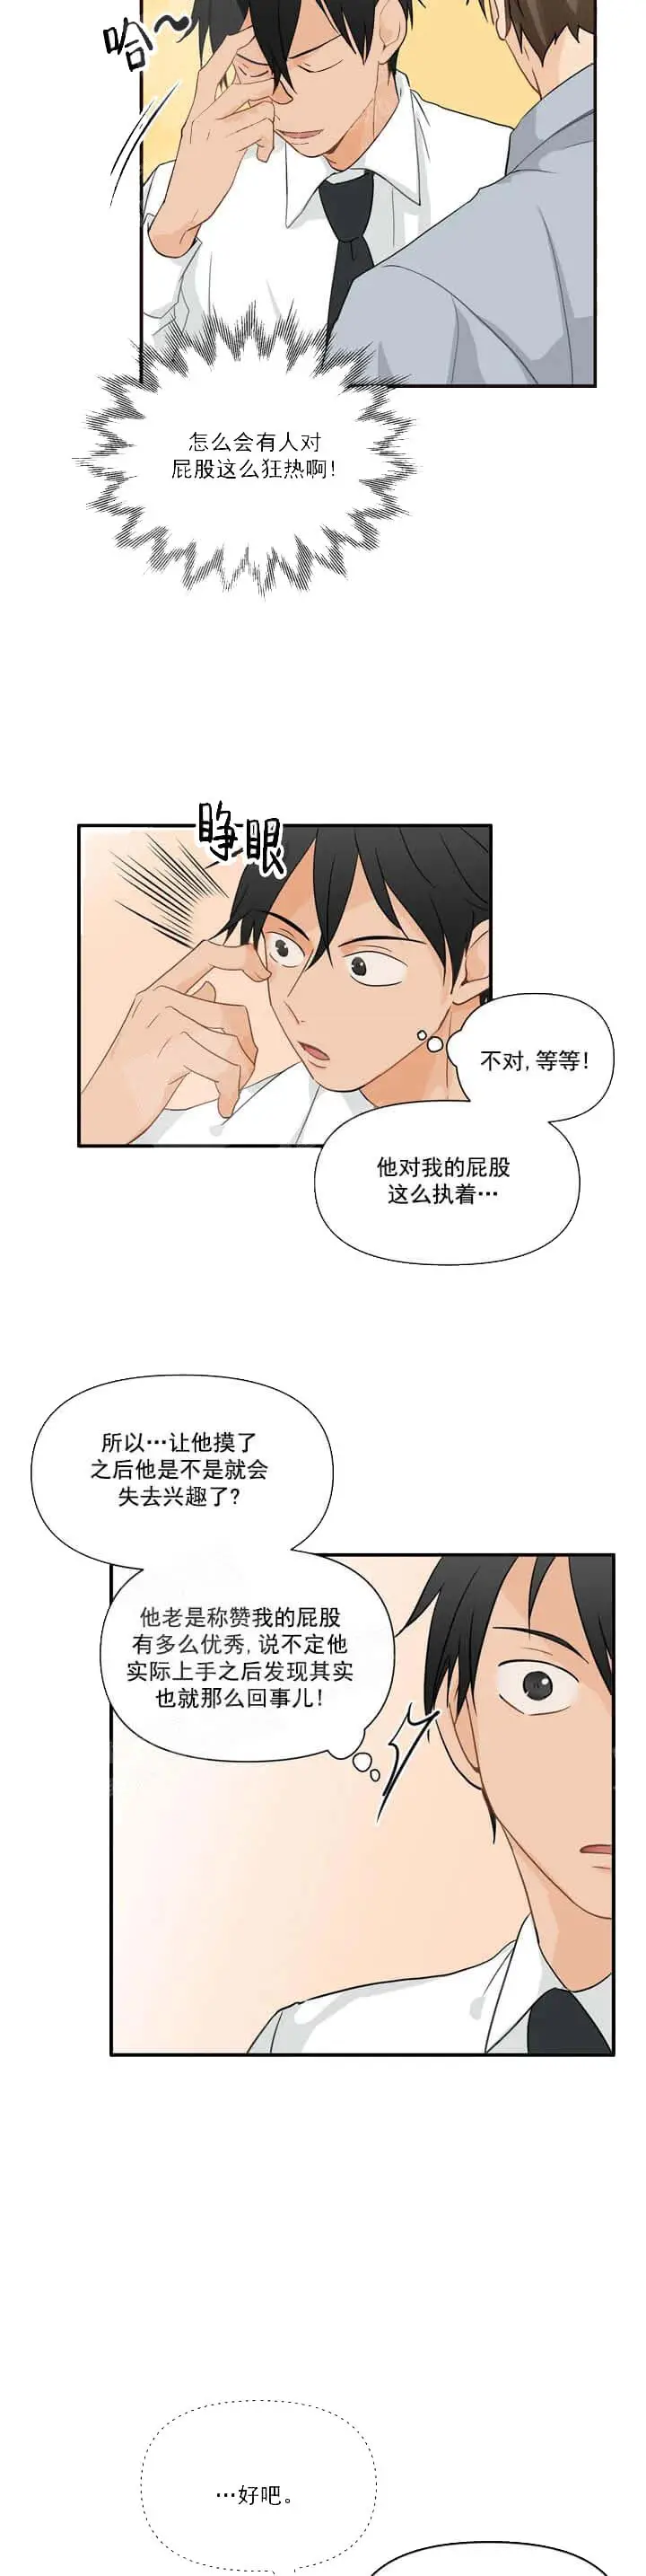 哈~
怎么会有人对
屁股这么狂热啊!
睁眼
不对,等等!
他对我的屁股
这么执着…
所以…让他摸了
之后他是不是就会
失去兴趣了?
他老是称赞我的屁股
有多么优秀,说不定他
实际上手之后发现其实
也就那么回事儿!
…好吧。